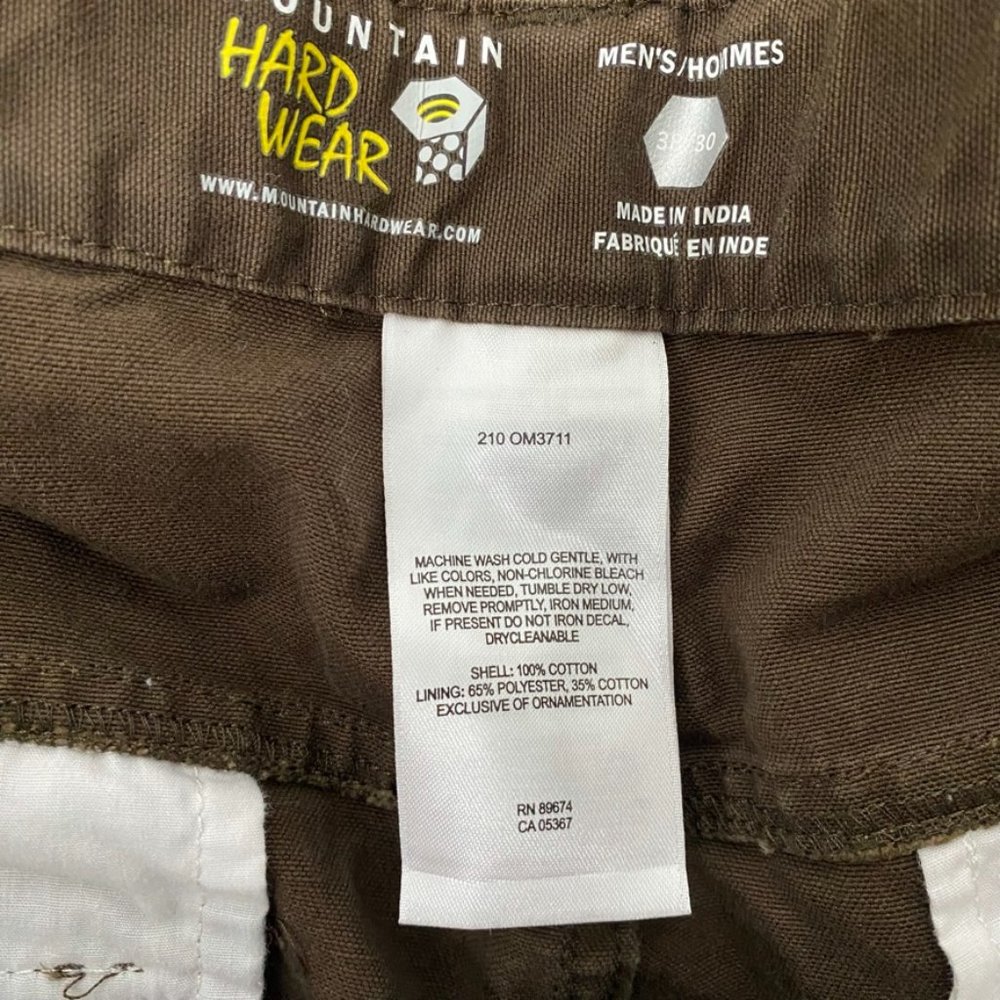 MOUNTAIN
HARD
WEAR
WWW.MOUNTAINHARDWEAR.COM
MEN'S/HOMMES
MADE IN INDIA
FABRIQUÉ EN INDE
210 OM3711
MACHINE WASH COLD GENTLE, WITH
LIKE COLORS, NON-CHLORINE BLEACH
WHEN NEEDED, TUMBLE DRY LOW,
REMOVE PROMPTLY, IRON MEDIUM,
IF PRESENT DO NOT IRON DECAL,
DRYCLEANABLE
SHELL: 100% COTTON
LINING: 65% POLYESTER, 35% COTTON
EXCLUSIVE OF ORNAMENTATION
RN 89674
CA 05367